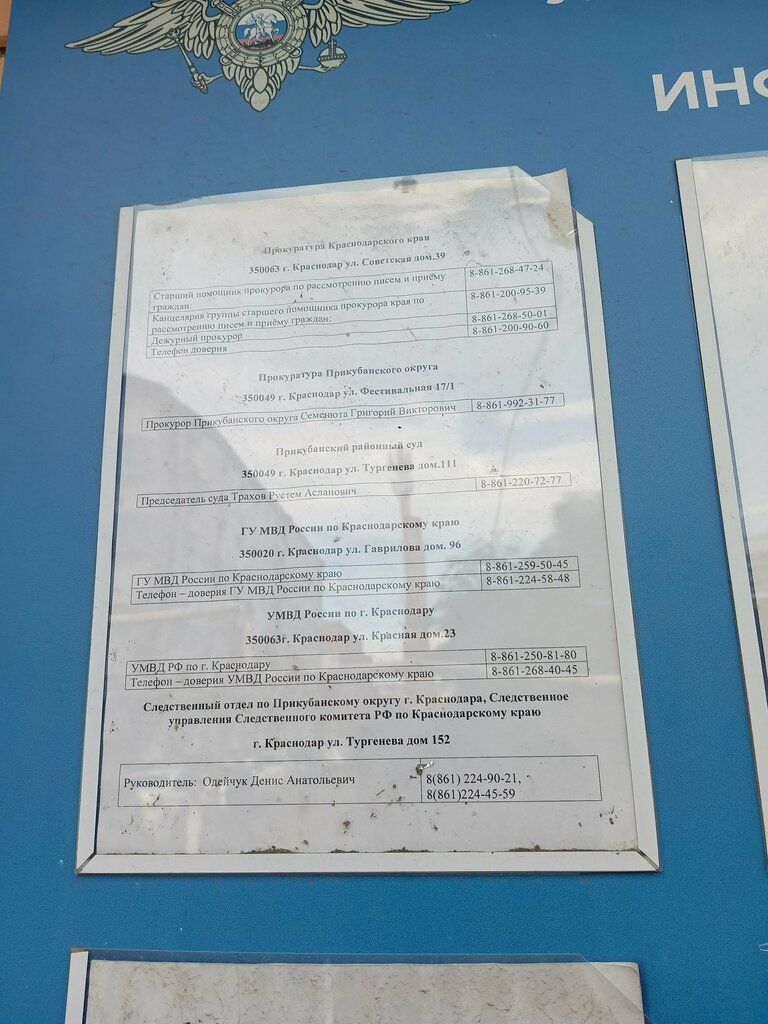 ИНФ
Прокуратура Краснодарского края
350063 г. Краснодар ул. Советская дом.39
Старший помощник прокурора по рассмотрению писем и приёму граждан: 8-861-268-47-24
Канцелярия группы старшего помощника прокурора края по рассмотрению писем и приёму граждан: 8-861-200-95-39
Дежурный прокурор 8-861-268-50-01
Телефон доверия 8-861-200-90-60
Прокуратура Прикубанского округа
350049 г. Краснодар ул. Фестивальная 17/1
Прокурор Прикубанского округа Семенюта Григорий Викторович 8-861-992-31-77
Прикубанский районный суд
350049 г. Краснодар ул. Тургенева дом.111
Председатель суда Трахов Рустем Асланович 8-861-220-72-77
ГУ МВД России по Краснодарскому краю
350020 г. Краснодар ул. Гаврилова дом. 96
ГУ МВД России по Краснодарскому краю 8-861-259-50-45
Телефон – доверия ГУ МВД России по Краснодарскому краю 8-861-224-58-48
УМВД России по г. Краснодару
350063г. Краснодар ул. Красная дом.23
УМВД РФ по г. Краснодару 8-861-250-81-80
Телефон – доверия УМВД России по Краснодарскому краю 8-861-268-40-45
Следственный отдел по Прикубанскому округу г. Краснодара, Следственное
управления Следственного комитета РФ по Краснодарскому краю
г. Краснодар ул. Тургенева дом 152
Руководитель: Одейчук Денис Анатольевич 8(861) 224-90-21,
8(861)224-45-59